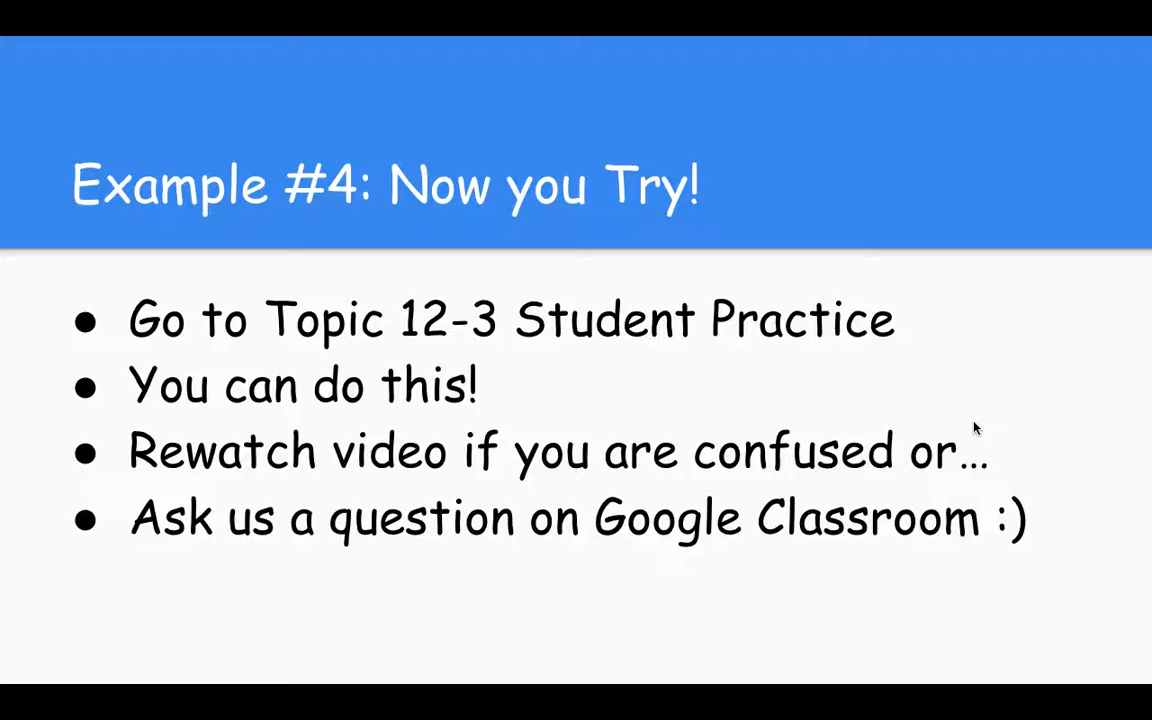 Example #4: Now you Try!
● Go to Topic 12-3 Student Practice
● You can do this!
● Rewatch video if you are confused or...
● Ask us a question on Google Classroom :)